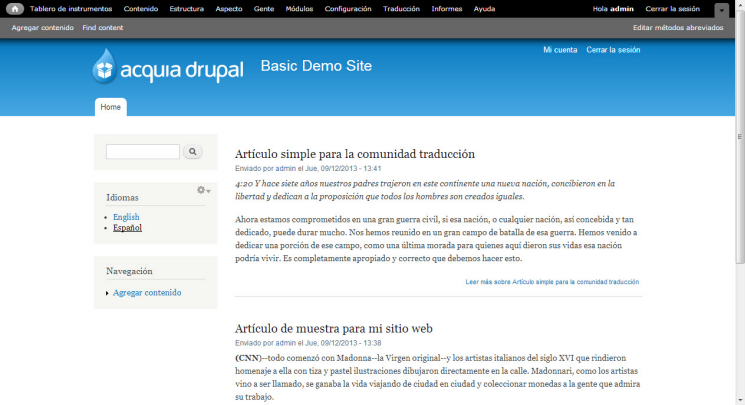 Tablero de instrumentos Contenido Estructura Aspecto Gente Módulos Configuración Traducción Informes Ayuda Hola admin Cerrar la sesión
Agregar contenido Find content Editar métodos abreviados
Mi cuenta Cerrar la sesión
acquia drupal Basic Demo Site
Home
Artículo simple para la comunidad traducción
Enviado por admin el Jue, 09/12/2013 - 13:41
4:20 Y hace siete años nuestros padres trajeron en este continente una nueva nación, concibieron en la
libertad y dedican a la proposición que todos los hombres son creados iguales.
Idiomas
English
Español
Ahora estamos comprometidos en una gran guerra civil, si esa nación, o cualquier nación, así concebida y tan
dedicado, puede durar mucho. Nos hemos reunido en un gran campo de batalla de esa guerra. Hemos venido a
dedicar una porción de ese campo, como una última morada para quienes aquí dieron sus vidas esa nación
podría vivir. Es completamente apropiado y correcto que debemos hacer esto.
Navegación
Agregar contenido
Leer más sobre Artículo simple para la comunidad traducción
Artículo de muestra para mi sitio web
Enviado por admin el Jue, 09/12/2013 - 13:38
(CNN)--todo comenzó con Madonna--la Virgen original--y los artistas italianos del siglo XVI que rindieron
homenaje a ella con tiza y pastel ilustraciones dibujaron directamente en la calle. Madonnari, como los artistas
vino a ser llamado, se ganaba la vida viajando de ciudad en ciudad y coleccionar monedas a la gente que admira
su trabajo.